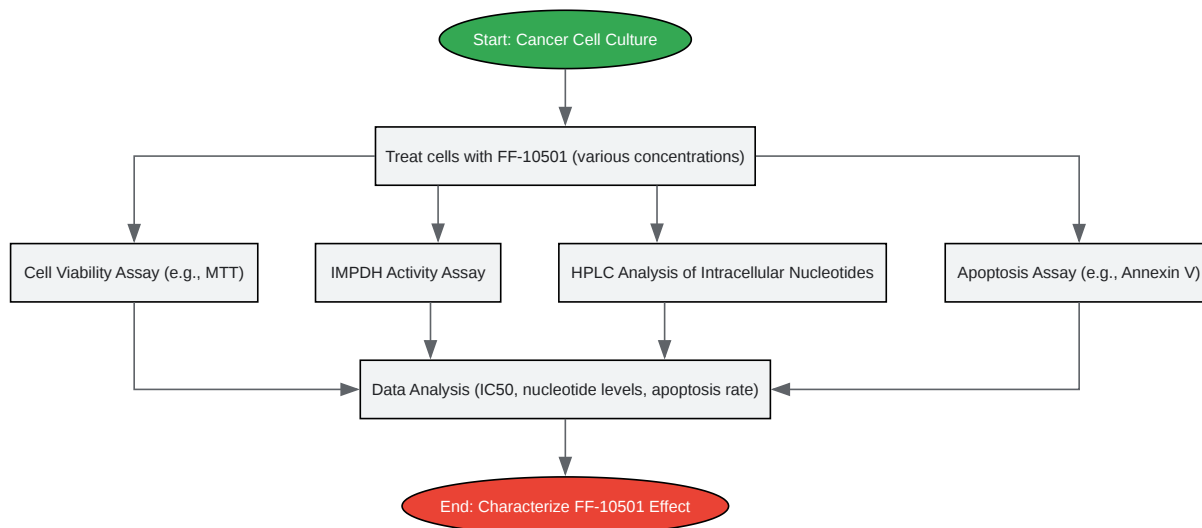 Start: Cancer Cell Culture
Treat cells with FF-10501 (various concentrations)
Cell Viability Assay (e.g., MTT)
IMPDH Activity Assay
HPLC Analysis of Intracellular Nucleotides
Apoptosis Assay (e.g., Annexin V)
Data Analysis (IC50, nucleotide levels, apoptosis rate)
End: Characterize FF-10501 Effect